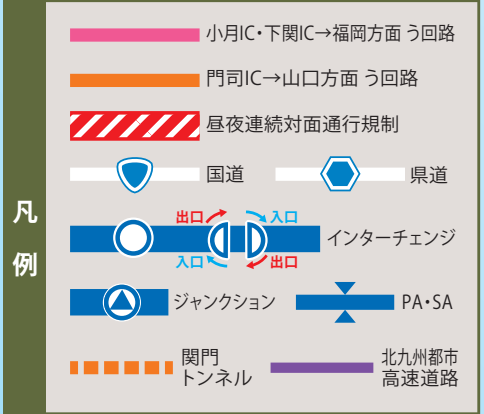 凡例
小月IC・下関IC→福岡方面 う回路
門司IC→山口方面 う回路
昼夜連続対面通行規制
国道
県道
出口
入口
インターチェンジ
入口
出口
ジャンクション
PA・SA
関門
トンネル
北九州都市
高速道路